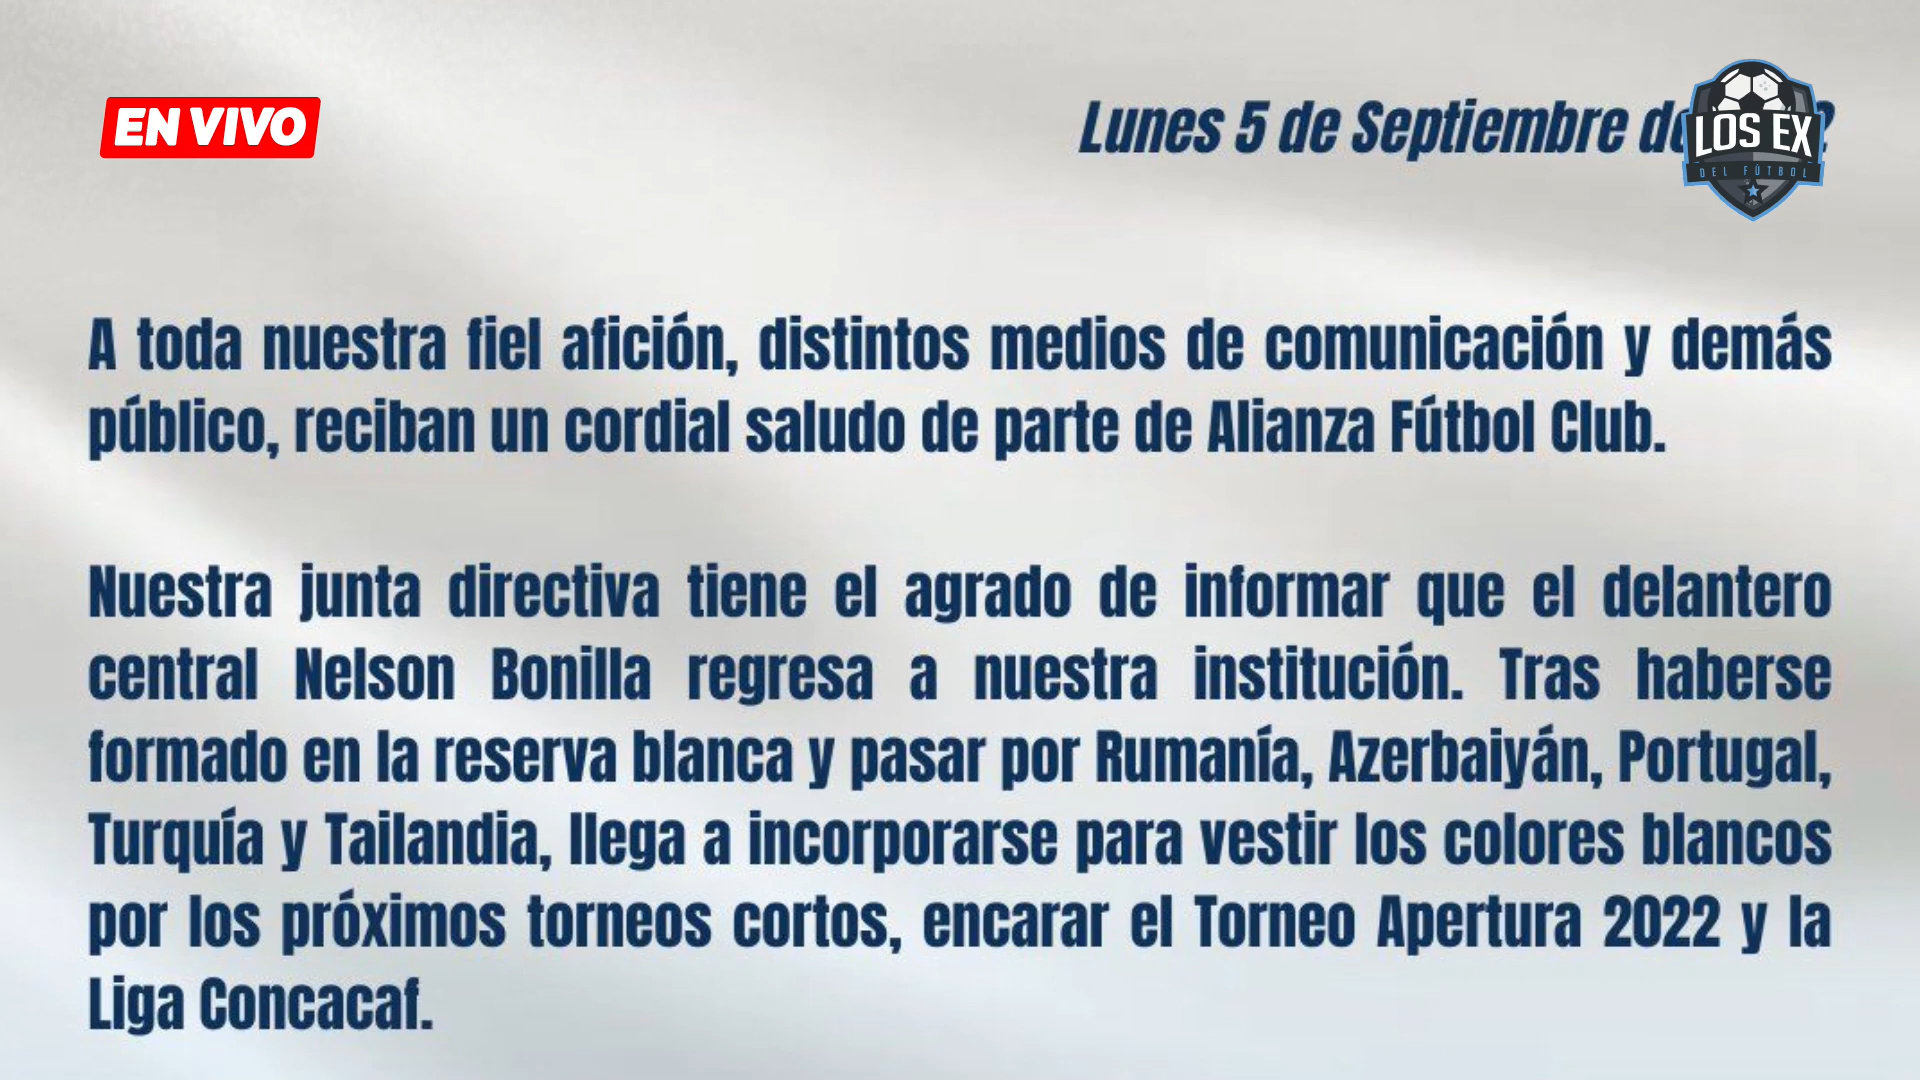 EN VIVO
Lunes 5 de Septiembre
LOS EX
DEL FÚTBOL
A toda nuestra fiel afición, distintos medios de comunicación y demás
público, reciban un cordial saludo de parte de Alianza Fútbol Club.
Nuestra junta directiva tiene el agrado de informar que el delantero
central Nelson Bonilla regresa a nuestra institución. Tras haberse
formado en la reserva blanca y pasar por Rumanía, Azerbaiyán, Portugal,
Turquía y Tailandia, llega a incorporarse para vestir los colores blancos
por los próximos torneos cortos, encarar el Torneo Apertura 2022 y la
Liga Concacaf.